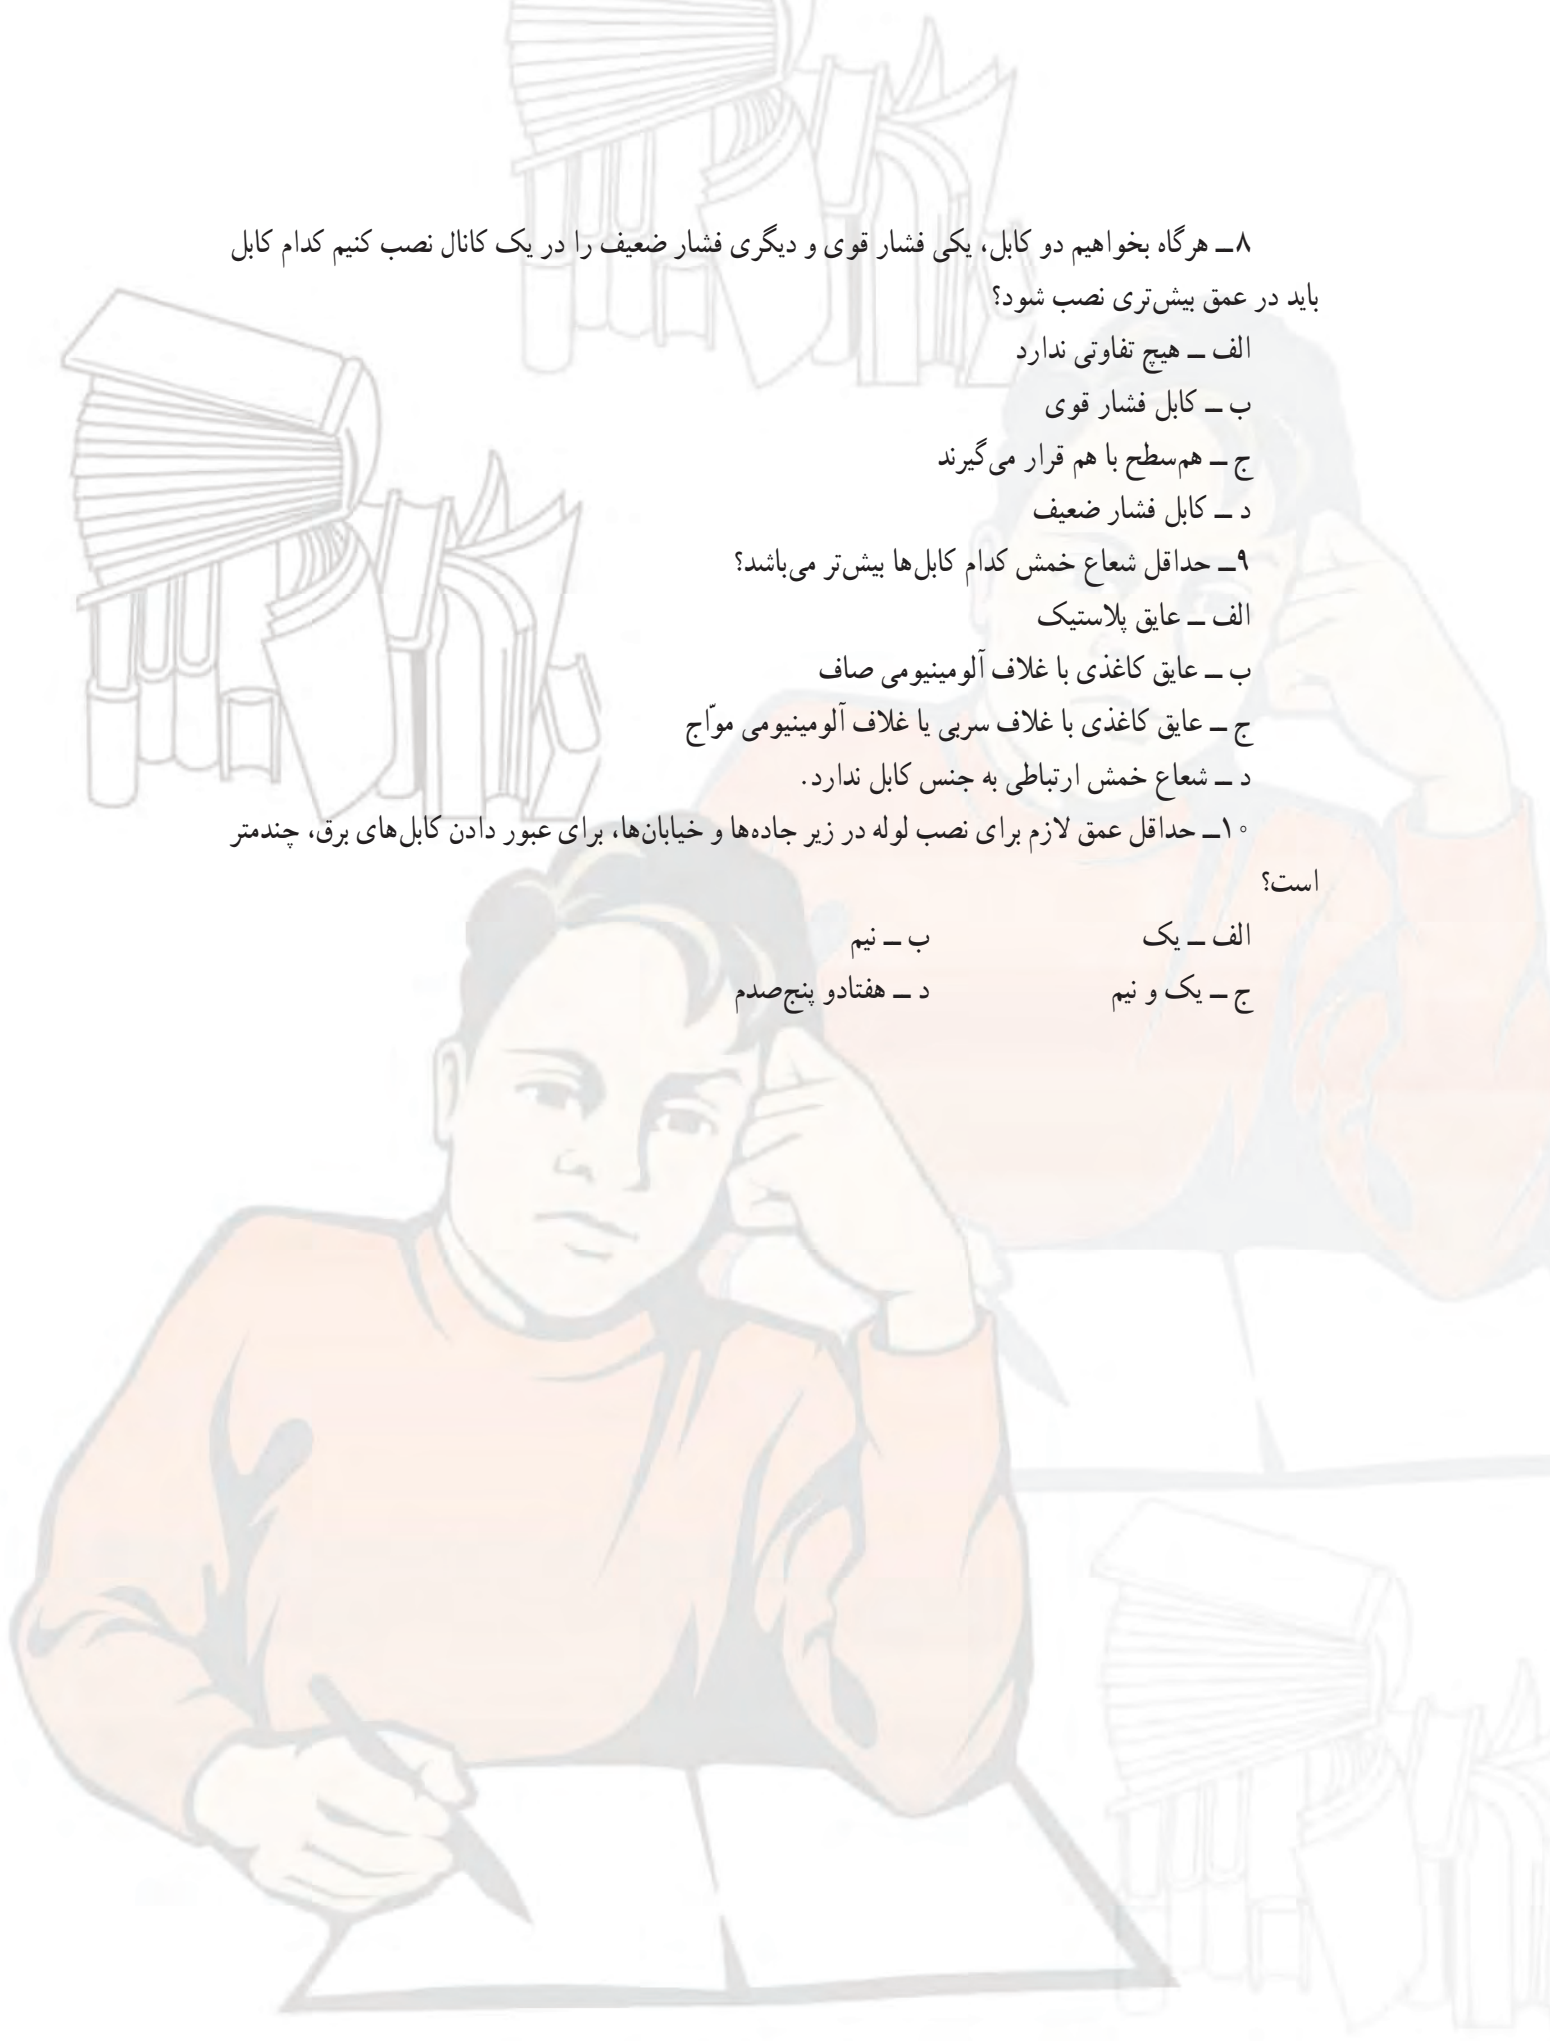 ۸ــ هرگاه بخواهیم دو کابل، یکی فشار قوی و دیگری فشار ضعیف را در یک کانال نصب کنیم کدام کابل
باید در عمق بیش‌تری نصب شود؟
الف ــ هیچ تفاوتی ندارد
ب ــ کابل فشار قوی
ج ــ هم‌سطح با هم قرار می‌گیرند
د ــ کابل فشار ضعیف
۹ــ حداقل شعاع خمش کدام کابل‌ها بیش‌تر می‌باشد؟
الف ــ عایق پلاستیک
ب ــ عایق کاغذی با غلاف آلومینیومی صاف
ج ــ عایق کاغذی با غلاف سربی یا غلاف آلومینیومی موّاج
د ــ شعاع خمش ارتباطی به جنس کابل ندارد.
۱۰ــ حداقل عمق لازم برای نصب لوله در زیر جاده‌ها و خیابان‌ها، برای عبور دادن کابل‌های برق، چندمتر
است؟
الف ــ یک ب ــ نیم
ج ــ یک و نیم د ــ هفتادو پنج‌صدم